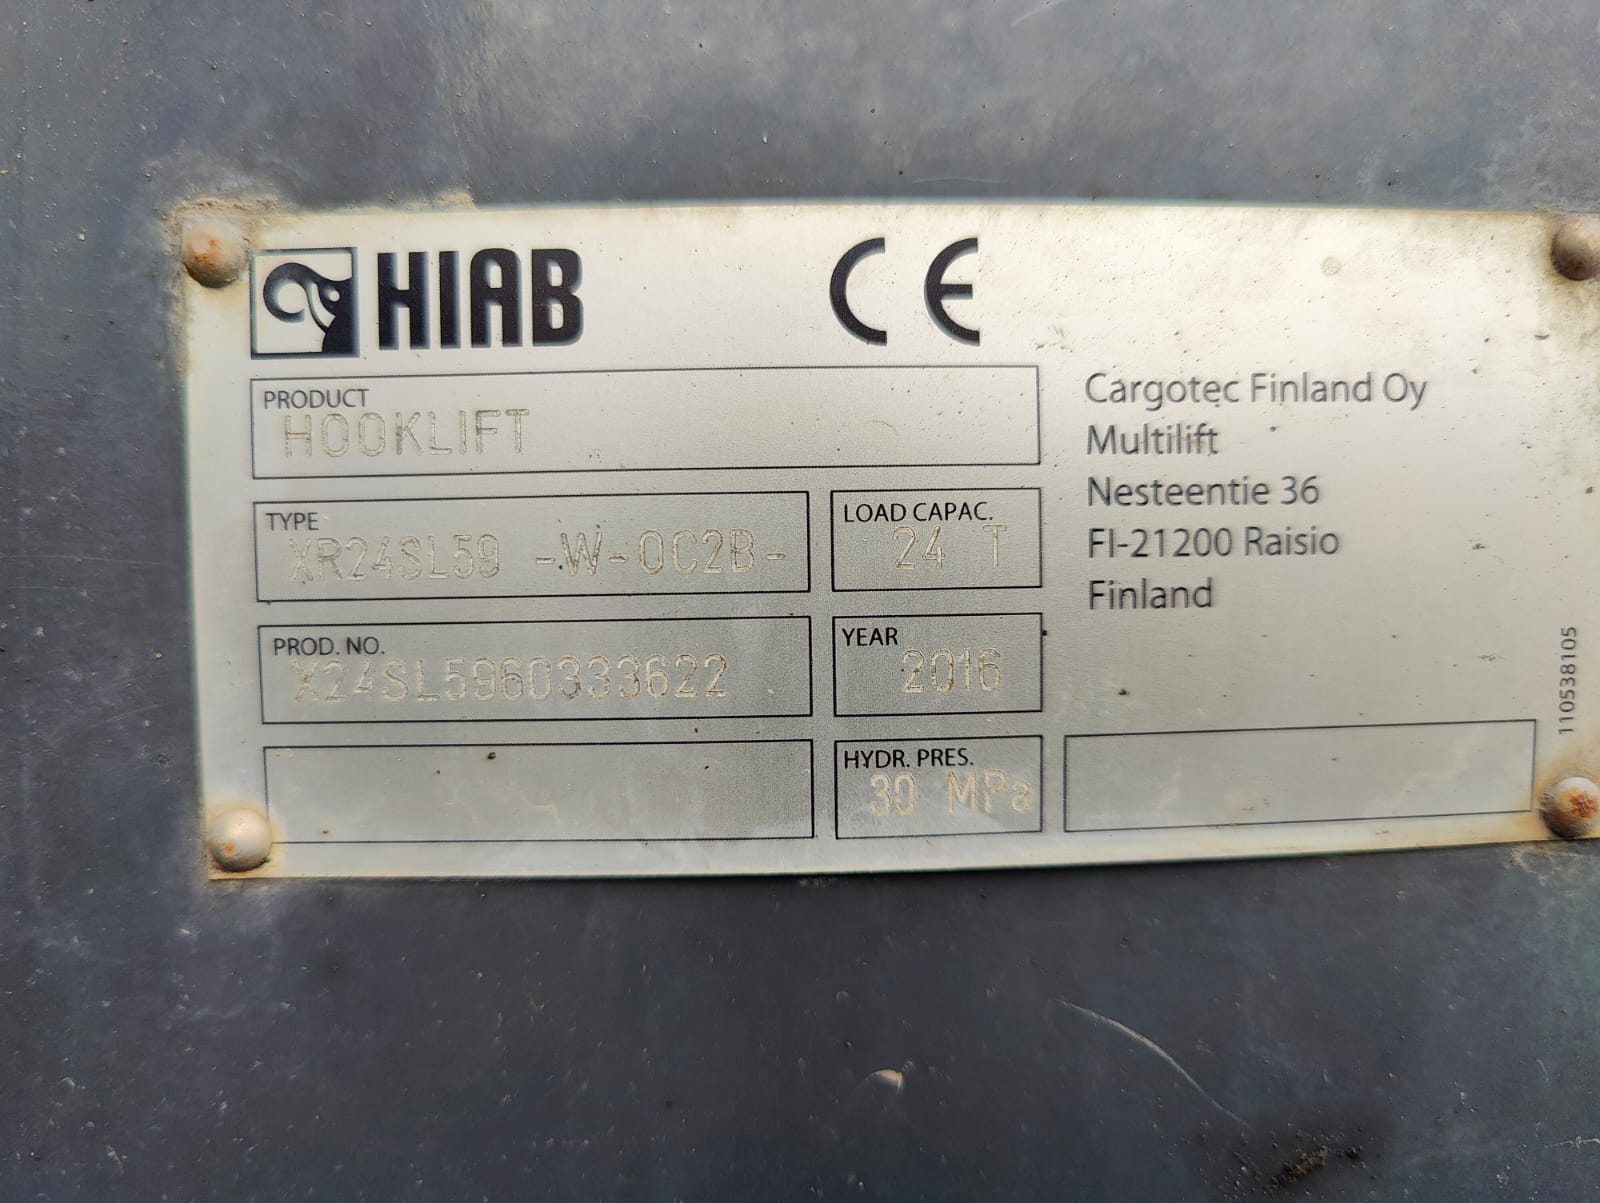 HIAB
CE
PRODUCT
HOOKLIFT
TYPE
XR24SL59 -W-0C2B-
LOAD CAPAC.
24 T
PROD. NO.
X24SL5960333622
YEAR
2016
HYDR. PRES.
30 MPa
Cargotec Finland Oy
Multilift
Nesteentie 36
FI-21200 Raisio
Finland
110538105